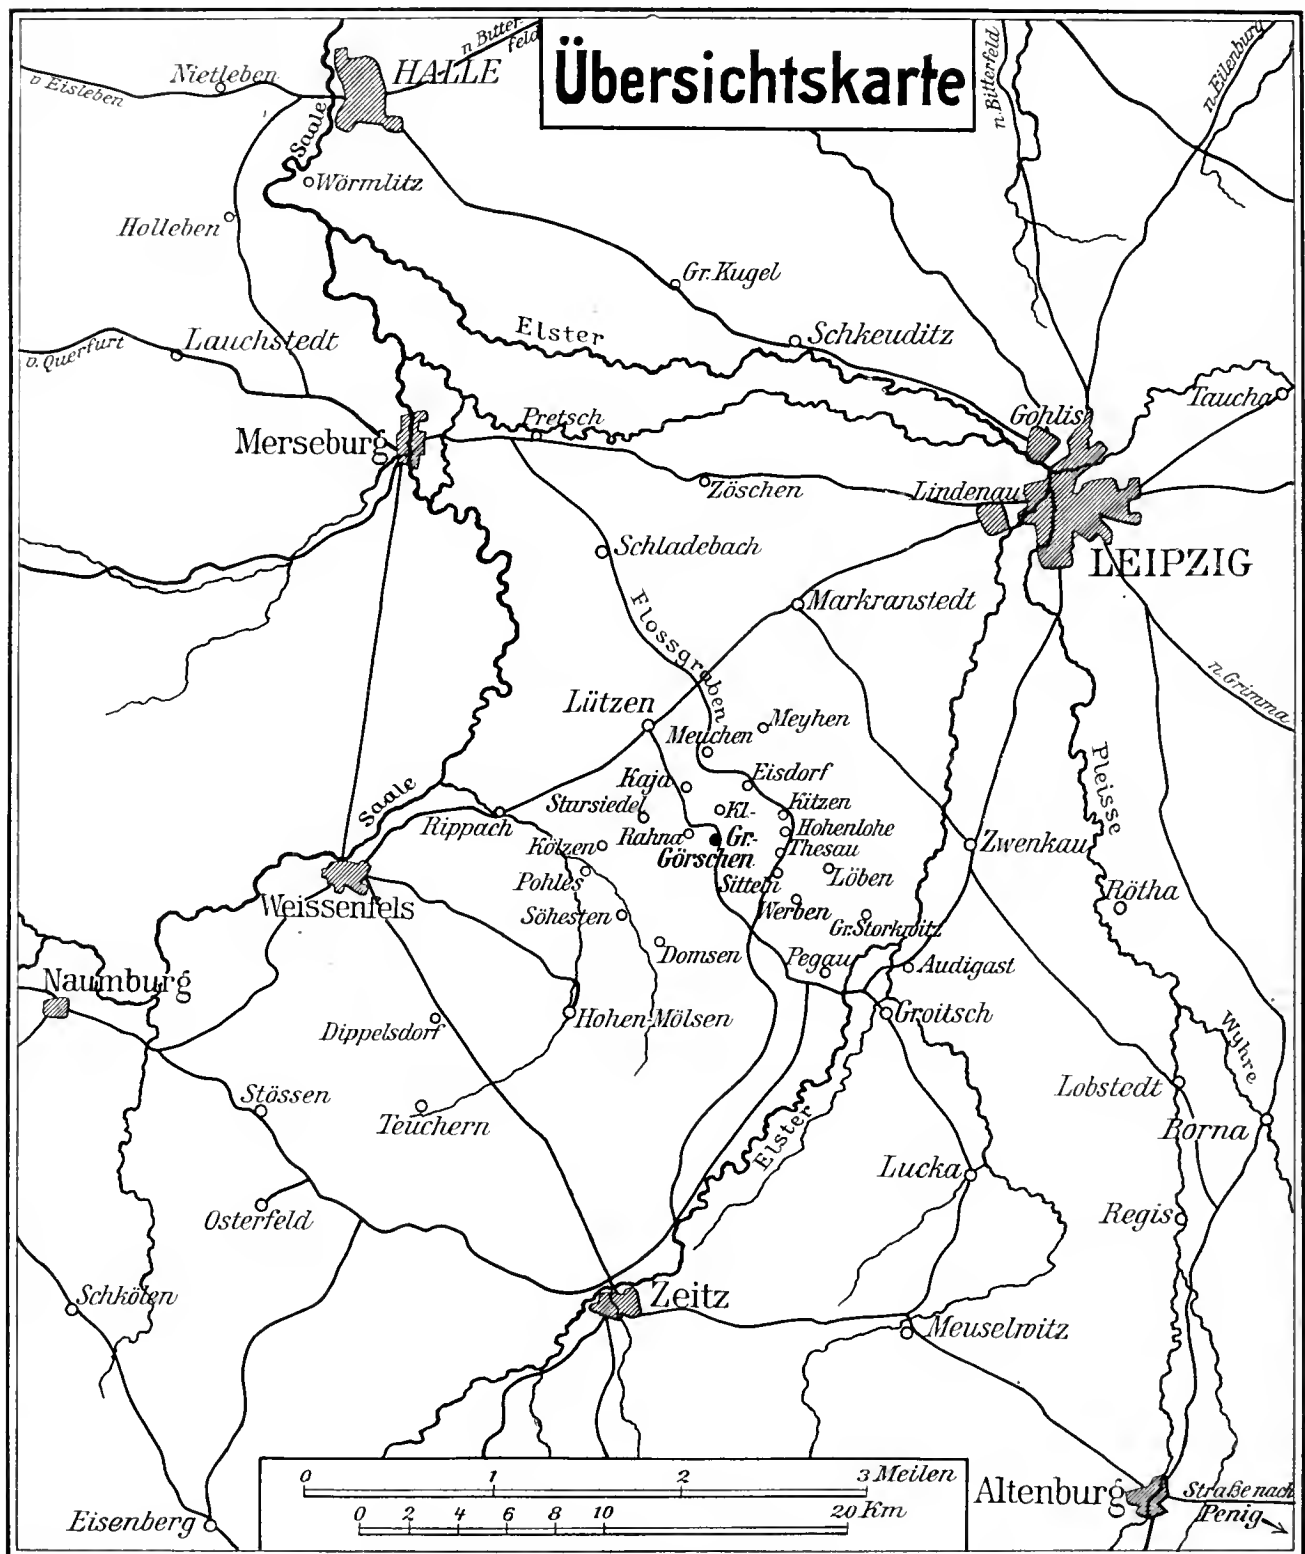 Übersichtskarte
v. Eisleben
Nietleben
HALLE
n. Bitter-
feld
n. Bitterfeld
n. Eilenburg
Saale
Wörmlitz
Holleben
Gr. Kugel
Elster
Schkeuditz
v. Querfurt
Lauchstedt
Taucha
Gohlis
Pretsch
Merseburg
Zöschen
Lindenau
Schladebach
LEIPZIG
Markranstedt
Flossgraben
n. Grimma
Lützen
Meuchen
Meyhen
Pleisse
Kaja
Eisdorf
Saale
Starsiedel
Kl.-
Kitzen
Rippach
Rahna
Gr.-
Görschen
Hohenlohe
Kölzen
Thesau
Zwenkau
Pohles
Sitteln
Löben
Rötha
Weissenfels
Söhesten
Werben
Gr. Storkwitz
Domsen
Pegau
Audigast
Naumburg
Dippelsdorf
Hohen-Mölsen
Groitsch
Wyhre
Stössen
Teuchern
Lobstedt
Borna
Elster
Lucka
Osterfeld
Regis
Schkölen
Zeitz
Meuselwitz
0 1 2 3 Meilen
0 2 4 6 8 10 20 Km
Altenburg
Straße nach
Penig
Eisenberg